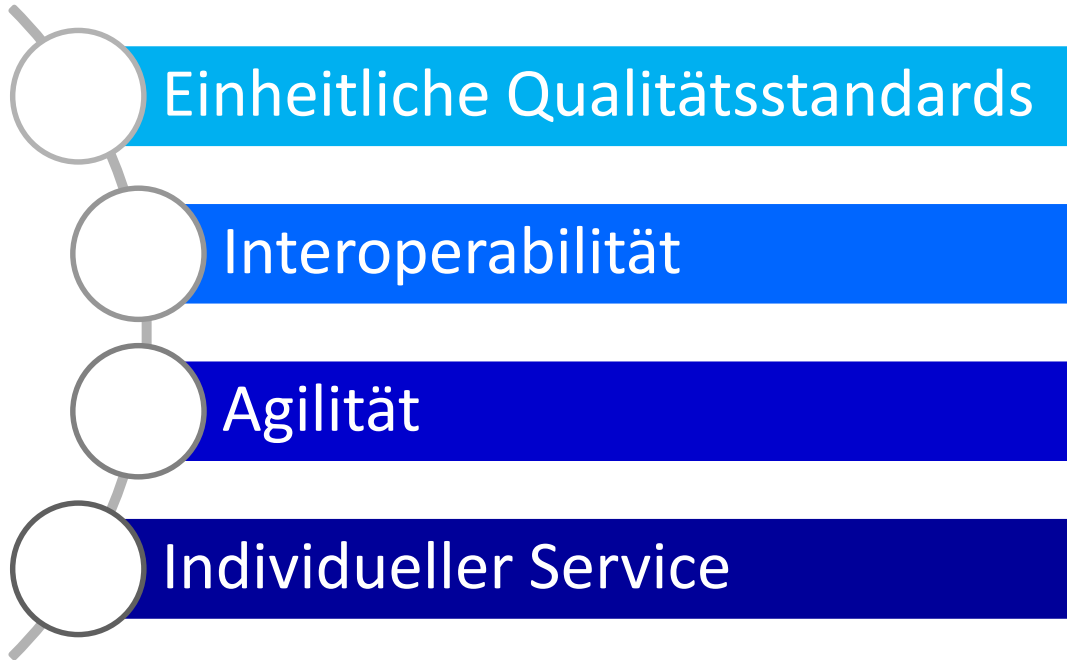 Einheitliche Qualitätsstandards
Interoperabilität
Agilität
Individueller Service